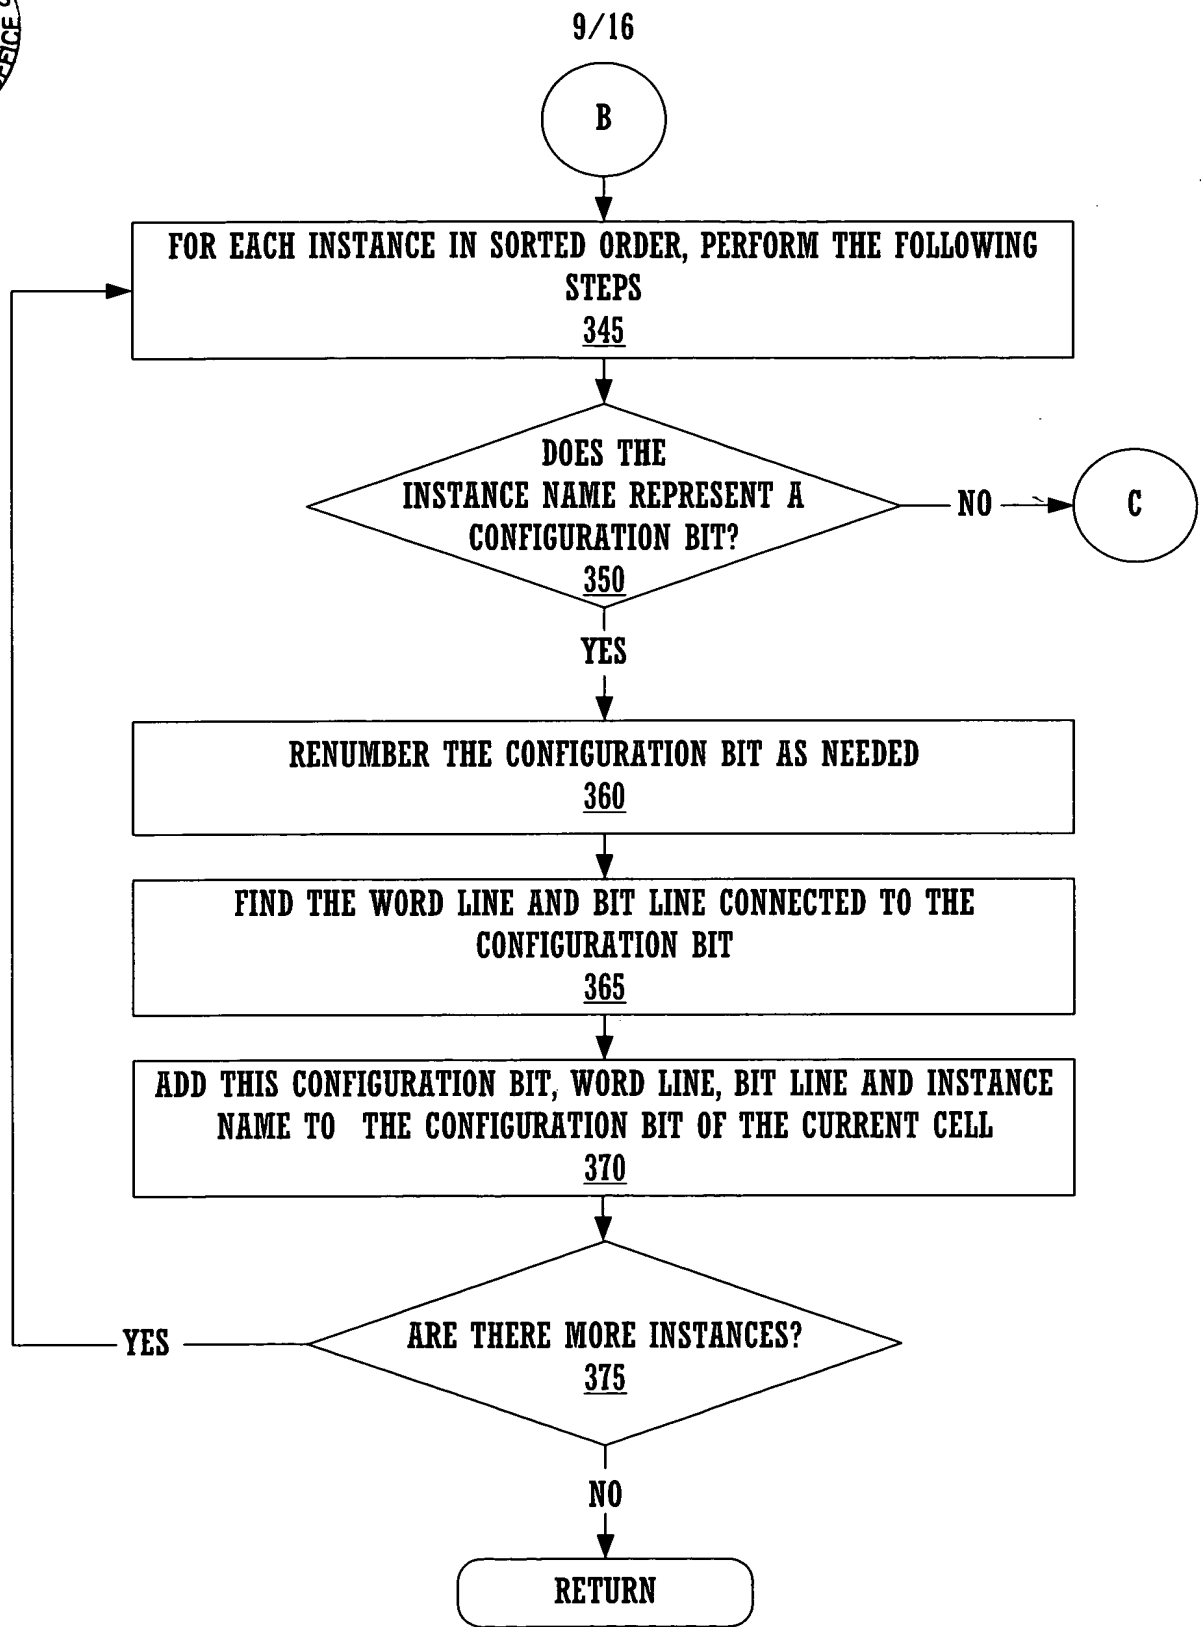 9/16
B
FOR EACH INSTANCE IN SORTED ORDER, PERFORM THE FOLLOWING
STEPS
345
DOES THE
INSTANCE NAME REPRESENT A
CONFIGURATION BIT?
350
NO
C
YES
RENUMBER THE CONFIGURATION BIT AS NEEDED
360
FIND THE WORD LINE AND BIT LINE CONNECTED TO THE
CONFIGURATION BIT
365
ADD THIS CONFIGURATION BIT, WORD LINE, BIT LINE AND INSTANCE
NAME TO THE CONFIGURATION BIT OF THE CURRENT CELL
370
YES
ARE THERE MORE INSTANCES?
375
NO
RETURN